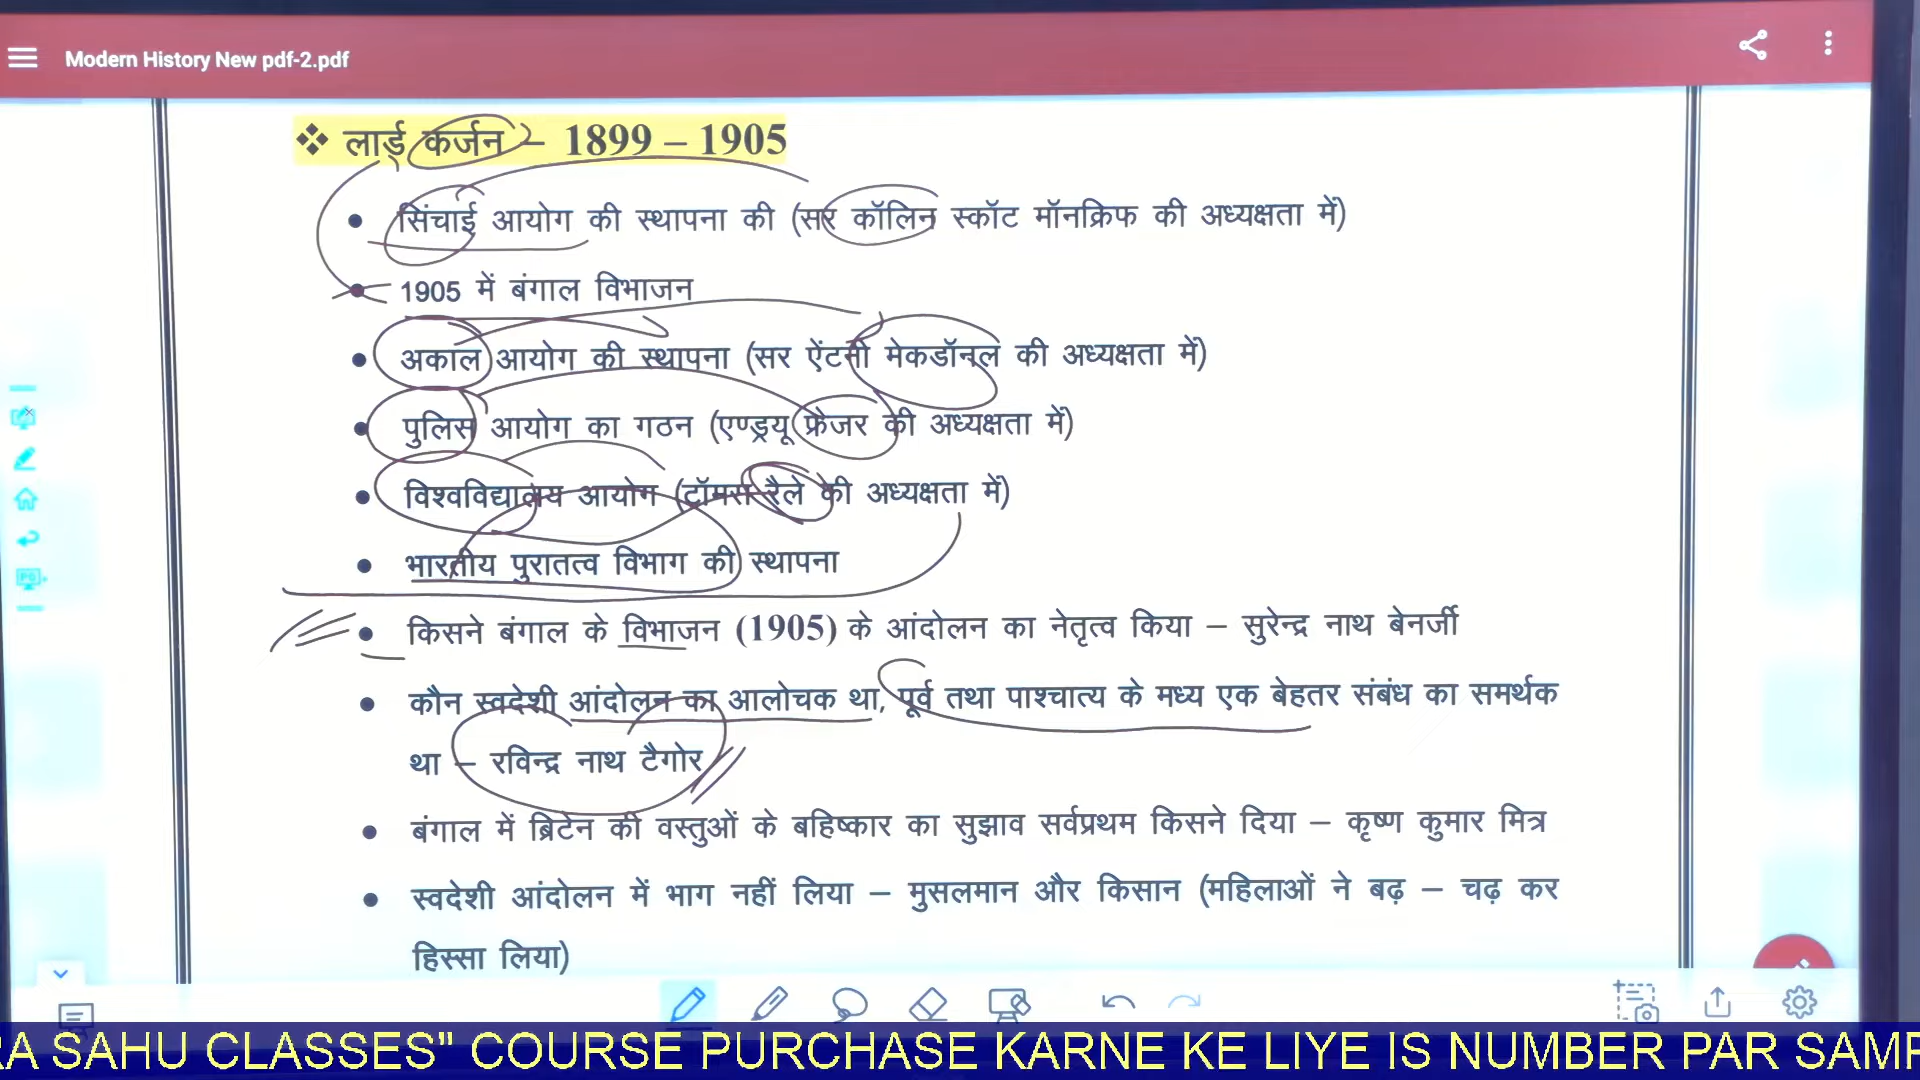 Modern History New pdf-2.pdf
❖ लार्ड कर्जन – 1899 – 1905
• सिंचाई आयोग की स्थापना की (सर कॉलिन स्कॉट मॉनक्रिफ की अध्यक्षता में)
• 1905 में बंगाल विभाजन
• अकाल आयोग की स्थापना (सर ऐंटनी मेकडॉनल की अध्यक्षता में)
• पुलिस आयोग का गठन (एण्ड्रयू फ्रैजर की अध्यक्षता में)
• विश्वविद्यालय आयोग (टॉमस रैले की अध्यक्षता में)
• भारतीय पुरातत्व विभाग की स्थापना
• किसने बंगाल के विभाजन (1905) के आंदोलन का नेतृत्व किया – सुरेन्द्र नाथ बेनर्जी
• कौन स्वदेशी आंदोलन का आलोचक था, पूर्व तथा पाश्चात्य के मध्य एक बेहतर संबंध का समर्थक
था – रविन्द्र नाथ टैगोर
• बंगाल में ब्रिटेन की वस्तुओं के बहिष्कार का सुझाव सर्वप्रथम किसने दिया – कृष्ण कुमार मित्र
• स्वदेशी आंदोलन में भाग नहीं लिया – मुसलमान और किसान (महिलाओं ने बढ़ – चढ़ कर
हिस्सा लिया)
RA SAHU CLASSES" COURSE PURCHASE KARNE KE LIYE IS NUMBER PAR SAMP